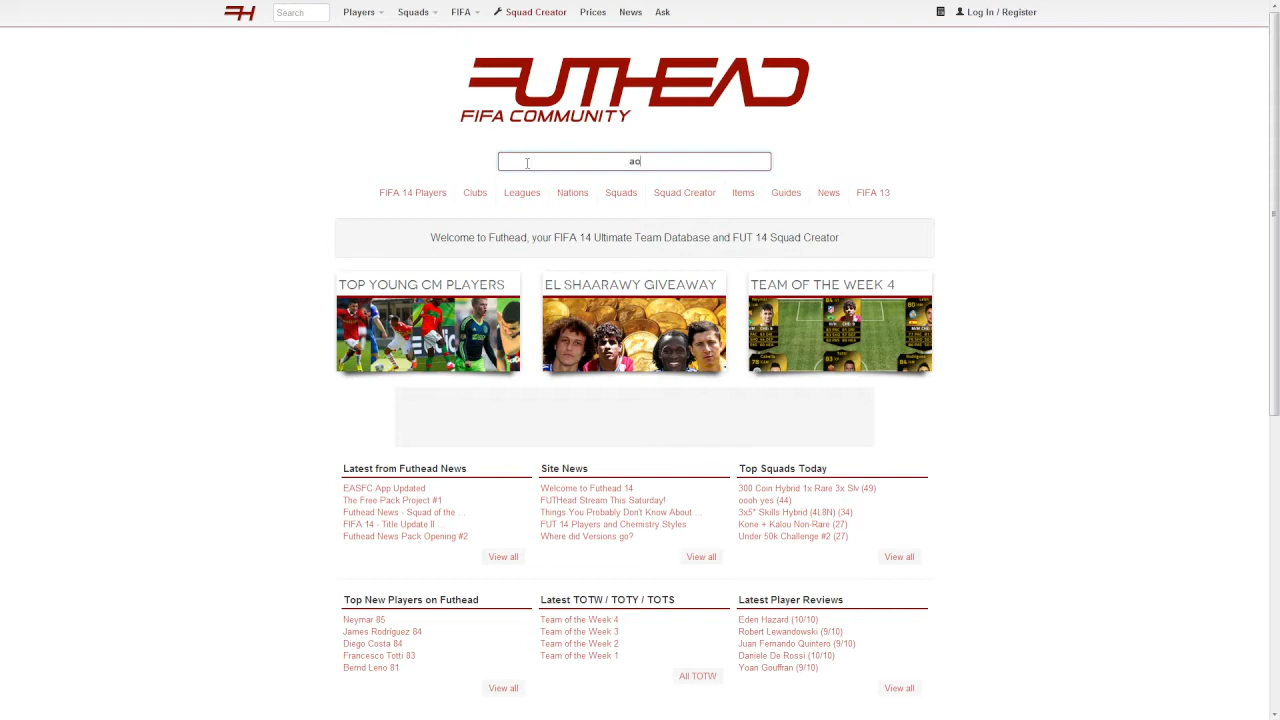 FH Search Players Squads FIFA Squad Creator Prices News Ask Log In / Register
FUTHEAD
FIFA COMMUNITY
ao
FIFA 14 Players Clubs Leagues Nations Squads Squad Creator Items Guides News FIFA 13
Welcome to Futhead, your FIFA 14 Ultimate Team Database and FUT 14 Squad Creator
TOP YOUNG CM PLAYERS
EL SHAARAWY GIVEAWAY
TEAM OF THE WEEK 4
Latest from Futhead News
EASFC App Updated
The Free Pack Project #1
Futhead News - Squad of the ...
FIFA 14 - Title Update II ...
Futhead News Pack Opening #2
View all
Site News
Welcome to Futhead 14
FUTHead Stream This Saturday!
Things You Probably Don't Know About ...
FUT 14 Players and Chemistry Styles
Where did Versions go?
View all
Top Squads Today
300 Coin Hybrid 1x Rare 3x Slv (49)
oooh yes (44)
3x5* Skills Hybrid (4L8N) (34)
Kone + Kalou Non-Rare (27)
Under 50k Challenge #2 (27)
View all
Top New Players on Futhead
Neymar 85
James Rodríguez 84
Diego Costa 84
Francesco Totti 83
Bernd Leno 81
View all
Latest TOTW / TOTY / TOTS
Team of the Week 4
Team of the Week 3
Team of the Week 2
Team of the Week 1
All TOTW
Latest Player Reviews
Eden Hazard (10/10)
Robert Lewandowski (9/10)
Juan Fernando Quintero (9/10)
Daniele De Rossi (10/10)
Yoan Gouffran (9/10)
View all